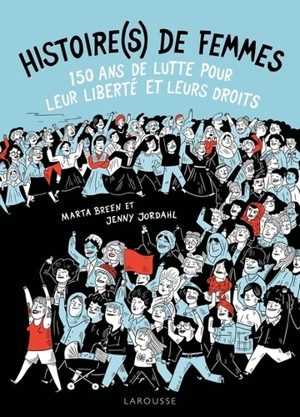 HISTOIRE(S) DE FEMMES
150 ANS DE LUTTE POUR
LEUR LIBERTÉ ET LEURS DROITS
MARTA BREEN ET
JENNY JORDAHL
LAROUSSE